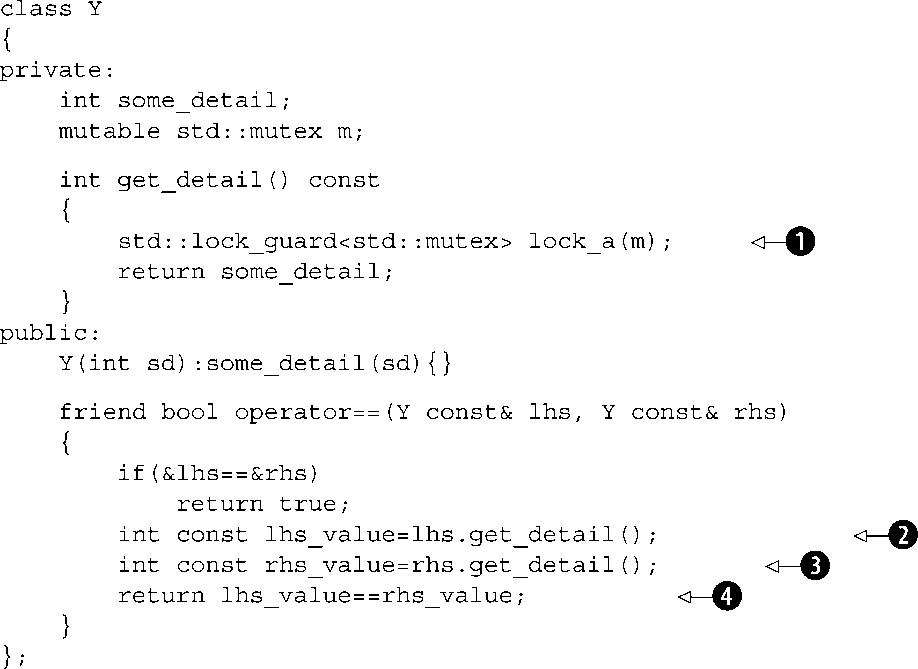 class Y
{
private:
    int some_detail;
    mutable std::mutex m;
    int get_detail() const
    {
        std::lock_guard<std::mutex> lock_a(m); 1
        return some_detail;
    }
public:
    Y(int sd):some_detail(sd){}
    friend bool operator==(Y const& lhs, Y const& rhs)
    {
        if(&lhs==&rhs)
            return true;
        int const lhs_value=lhs.get_detail(); 2
        int const rhs_value=rhs.get_detail(); 3
        return lhs_value==rhs_value; 4
    }
};